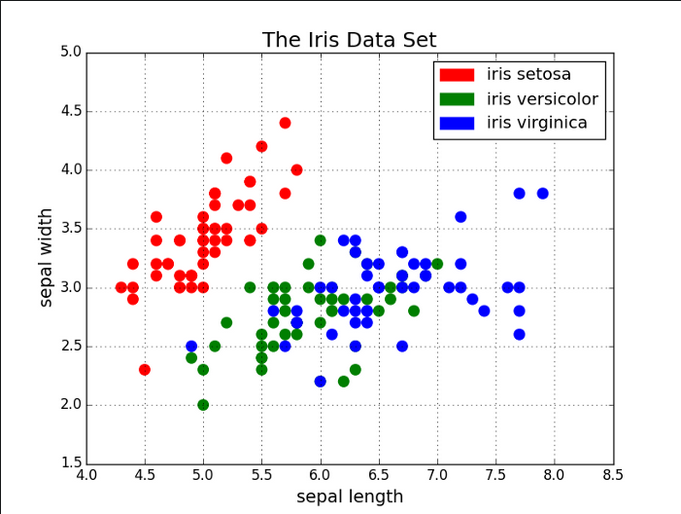 The Iris Data Set
iris setosa
iris versicolor
iris virginica
5.0
4.5
4.0
3.5
3.0
2.5
2.0
1.5
sepal width
4.0 4.5 5.0 5.5 6.0 6.5 7.0 7.5 8.0 8.5
sepal length